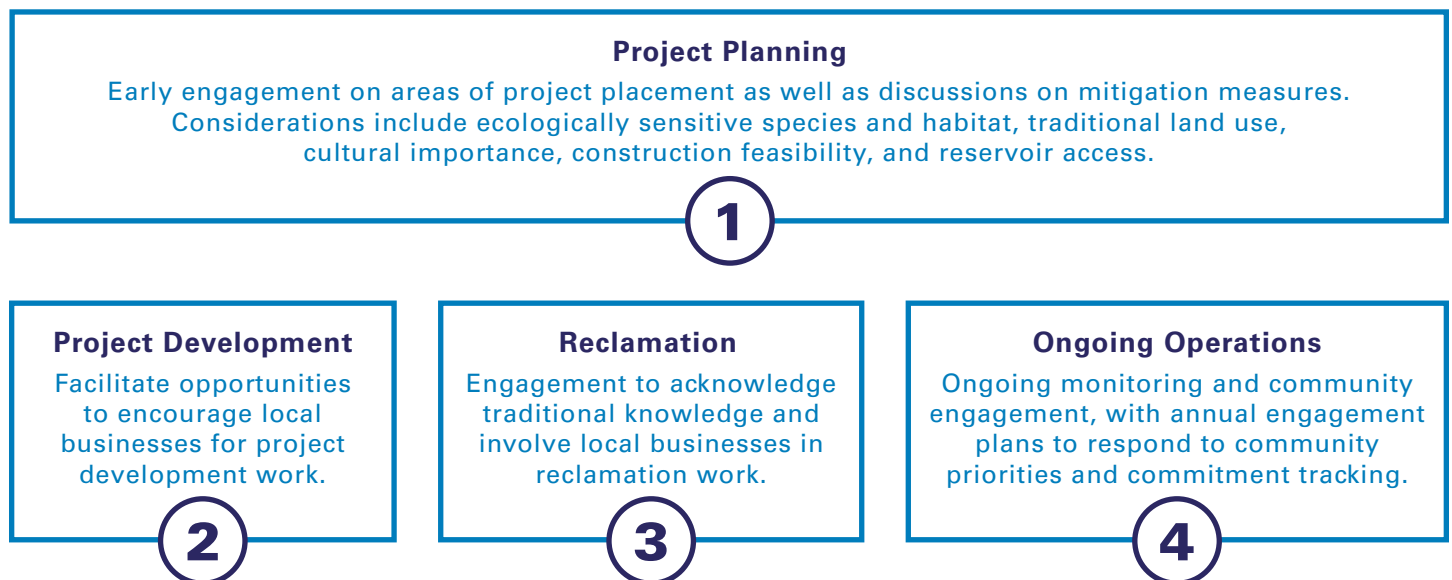 Project Planning
Early engagement on areas of project placement as well as discussions on mitigation measures.
Considerations include ecologically sensitive species and habitat, traditional land use,
cultural importance, construction feasibility, and reservoir access.
1
Project Development
Facilitate opportunities
to encourage local
businesses for project
development work.
2
Reclamation
Engagement to acknowledge
traditional knowledge and
involve local businesses in
reclamation work.
3
Ongoing Operations
Ongoing monitoring and community
engagement, with annual engagement
plans to respond to community
priorities and commitment tracking.
4